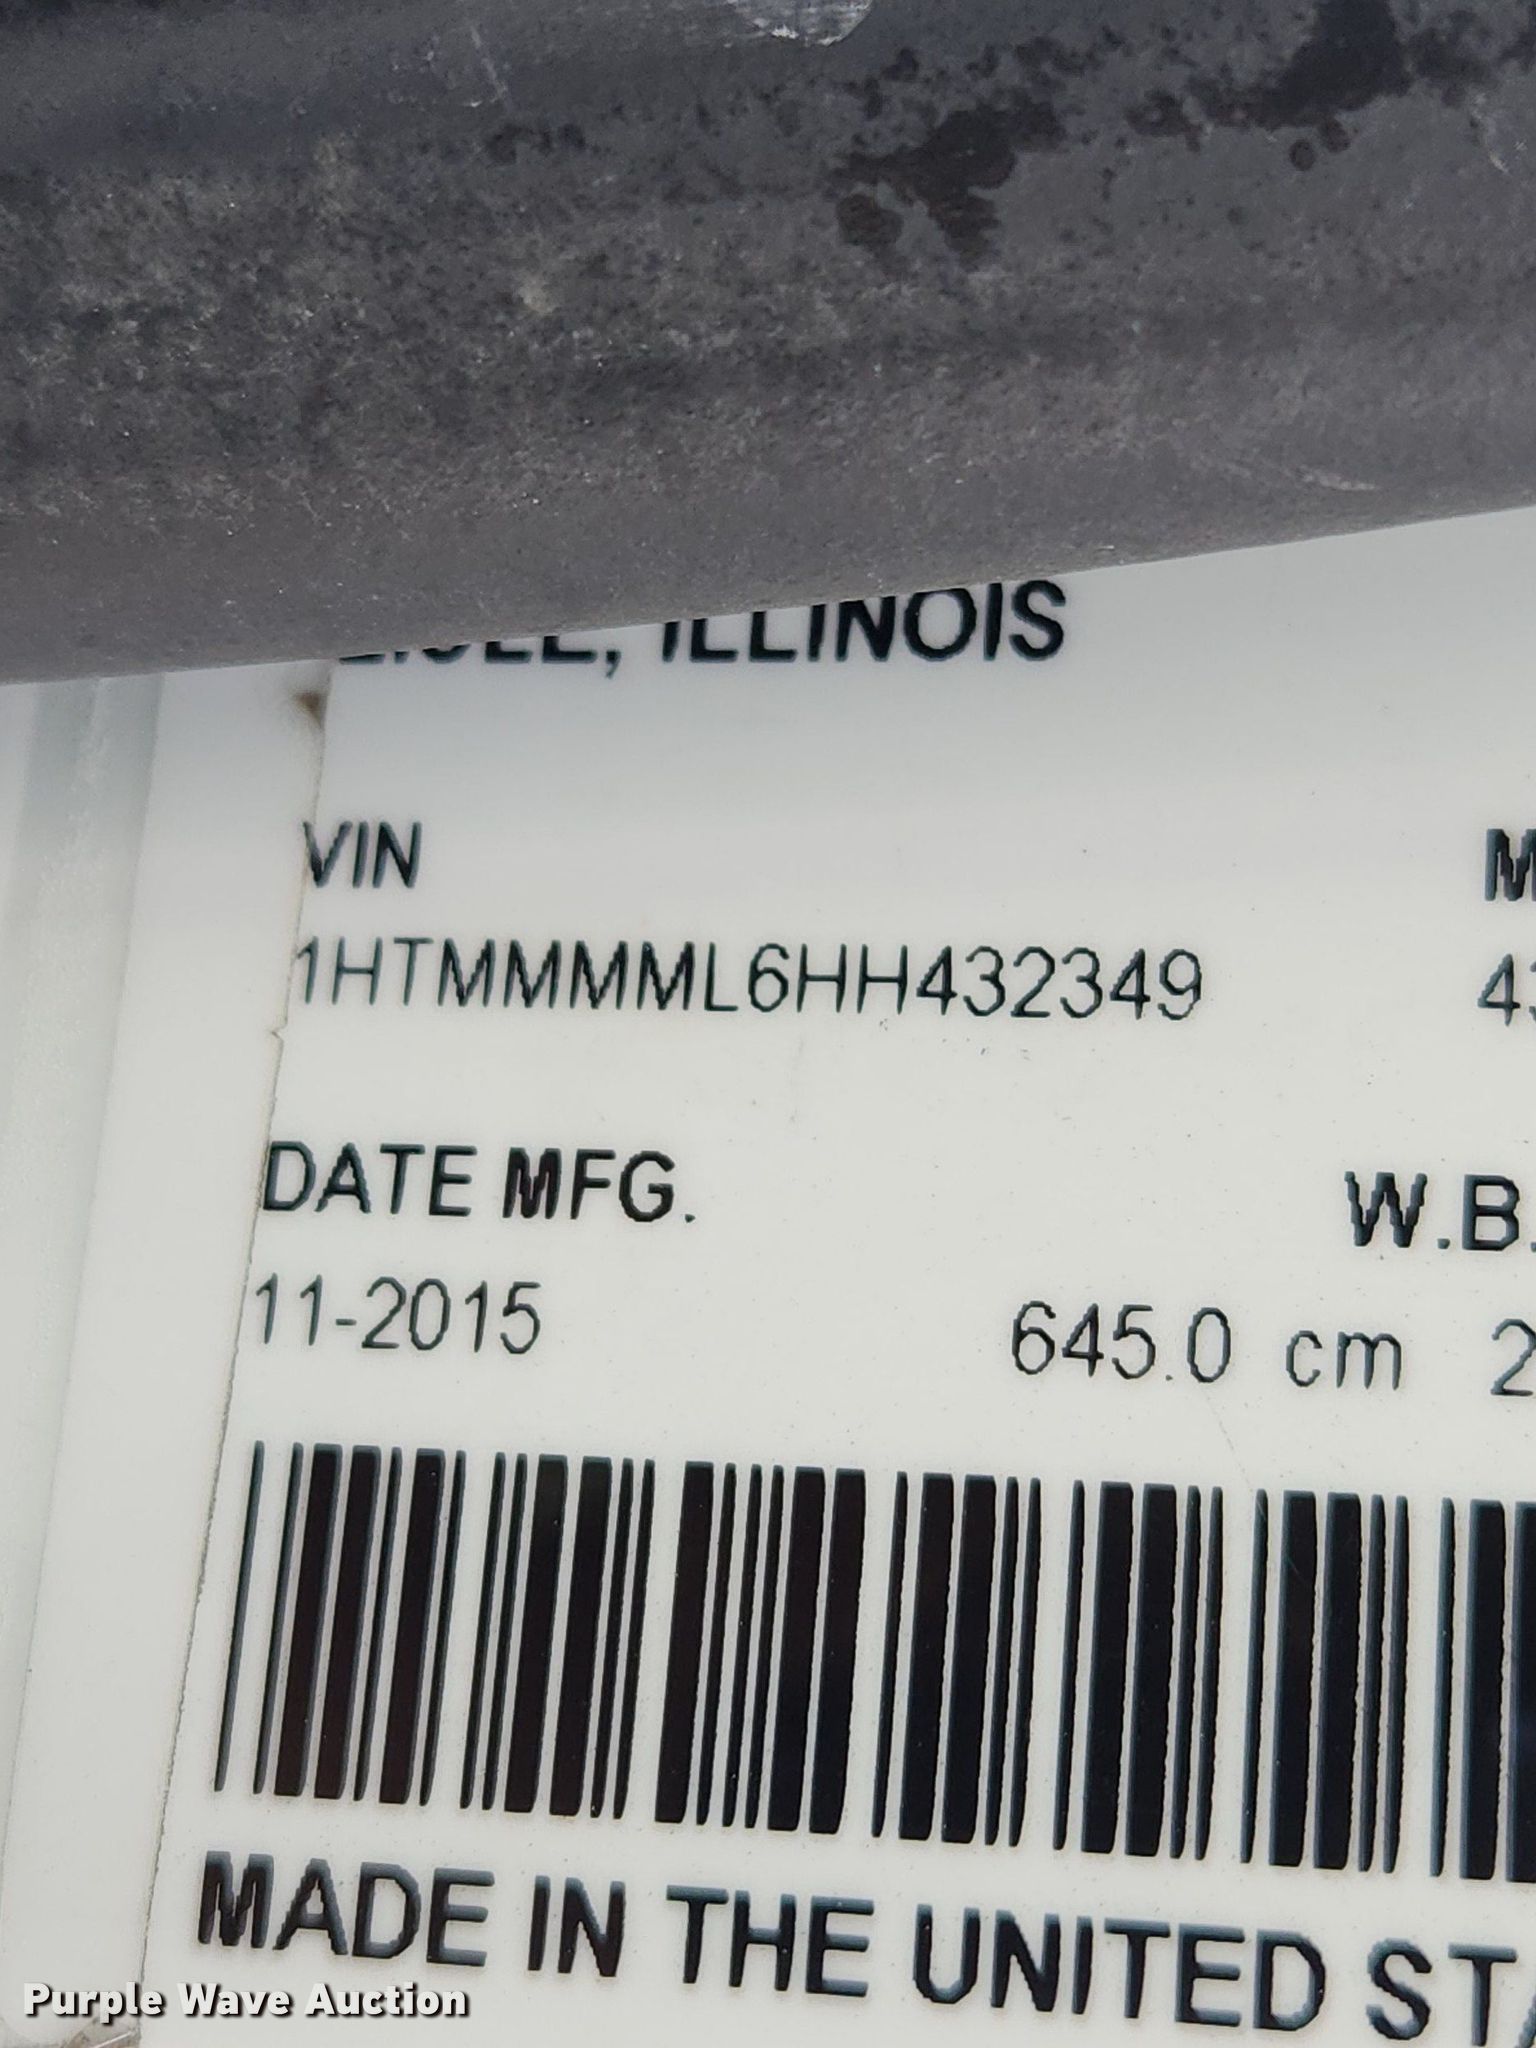 ILLINOIS
VIN
1HTMMMML6HH432349
DATE MFG.
W.B.
11-2015
645.0 cm
MADE IN THE UNITED
Purple Wave Auction